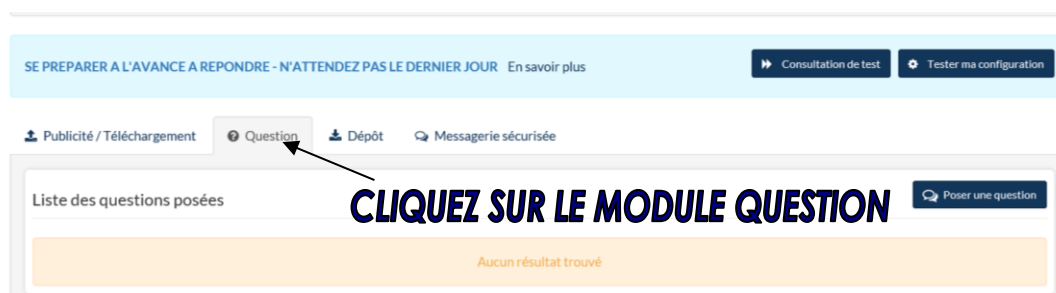 SE PREPARER A L'AVANCE A REPONDRE - N'ATTENDEZ PAS LE DERNIER JOUR En savoir plus
Consultation de test
Tester ma configuration
Publicité / Téléchargement
Question
Dépôt
Messagerie sécurisée
Liste des questions posées
CLIQUEZ SUR LE MODULE QUESTION
Poser une question
Aucun résultat trouvé